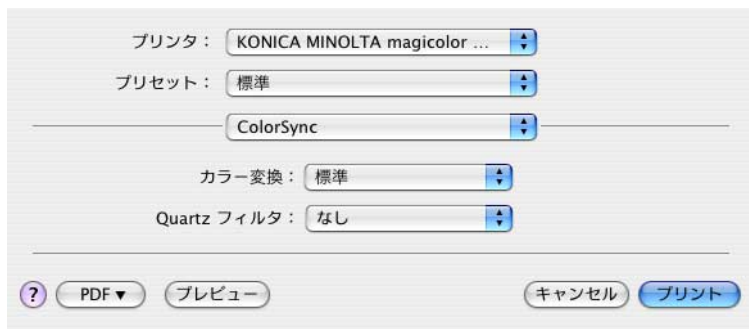 プリンタ： KONICA MINOLTA magicolor ...
プリセット： 標準
ColorSync
カラー変換： 標準
Quartz フィルタ： なし
? PDF▼ プレビュー キャンセル プリント